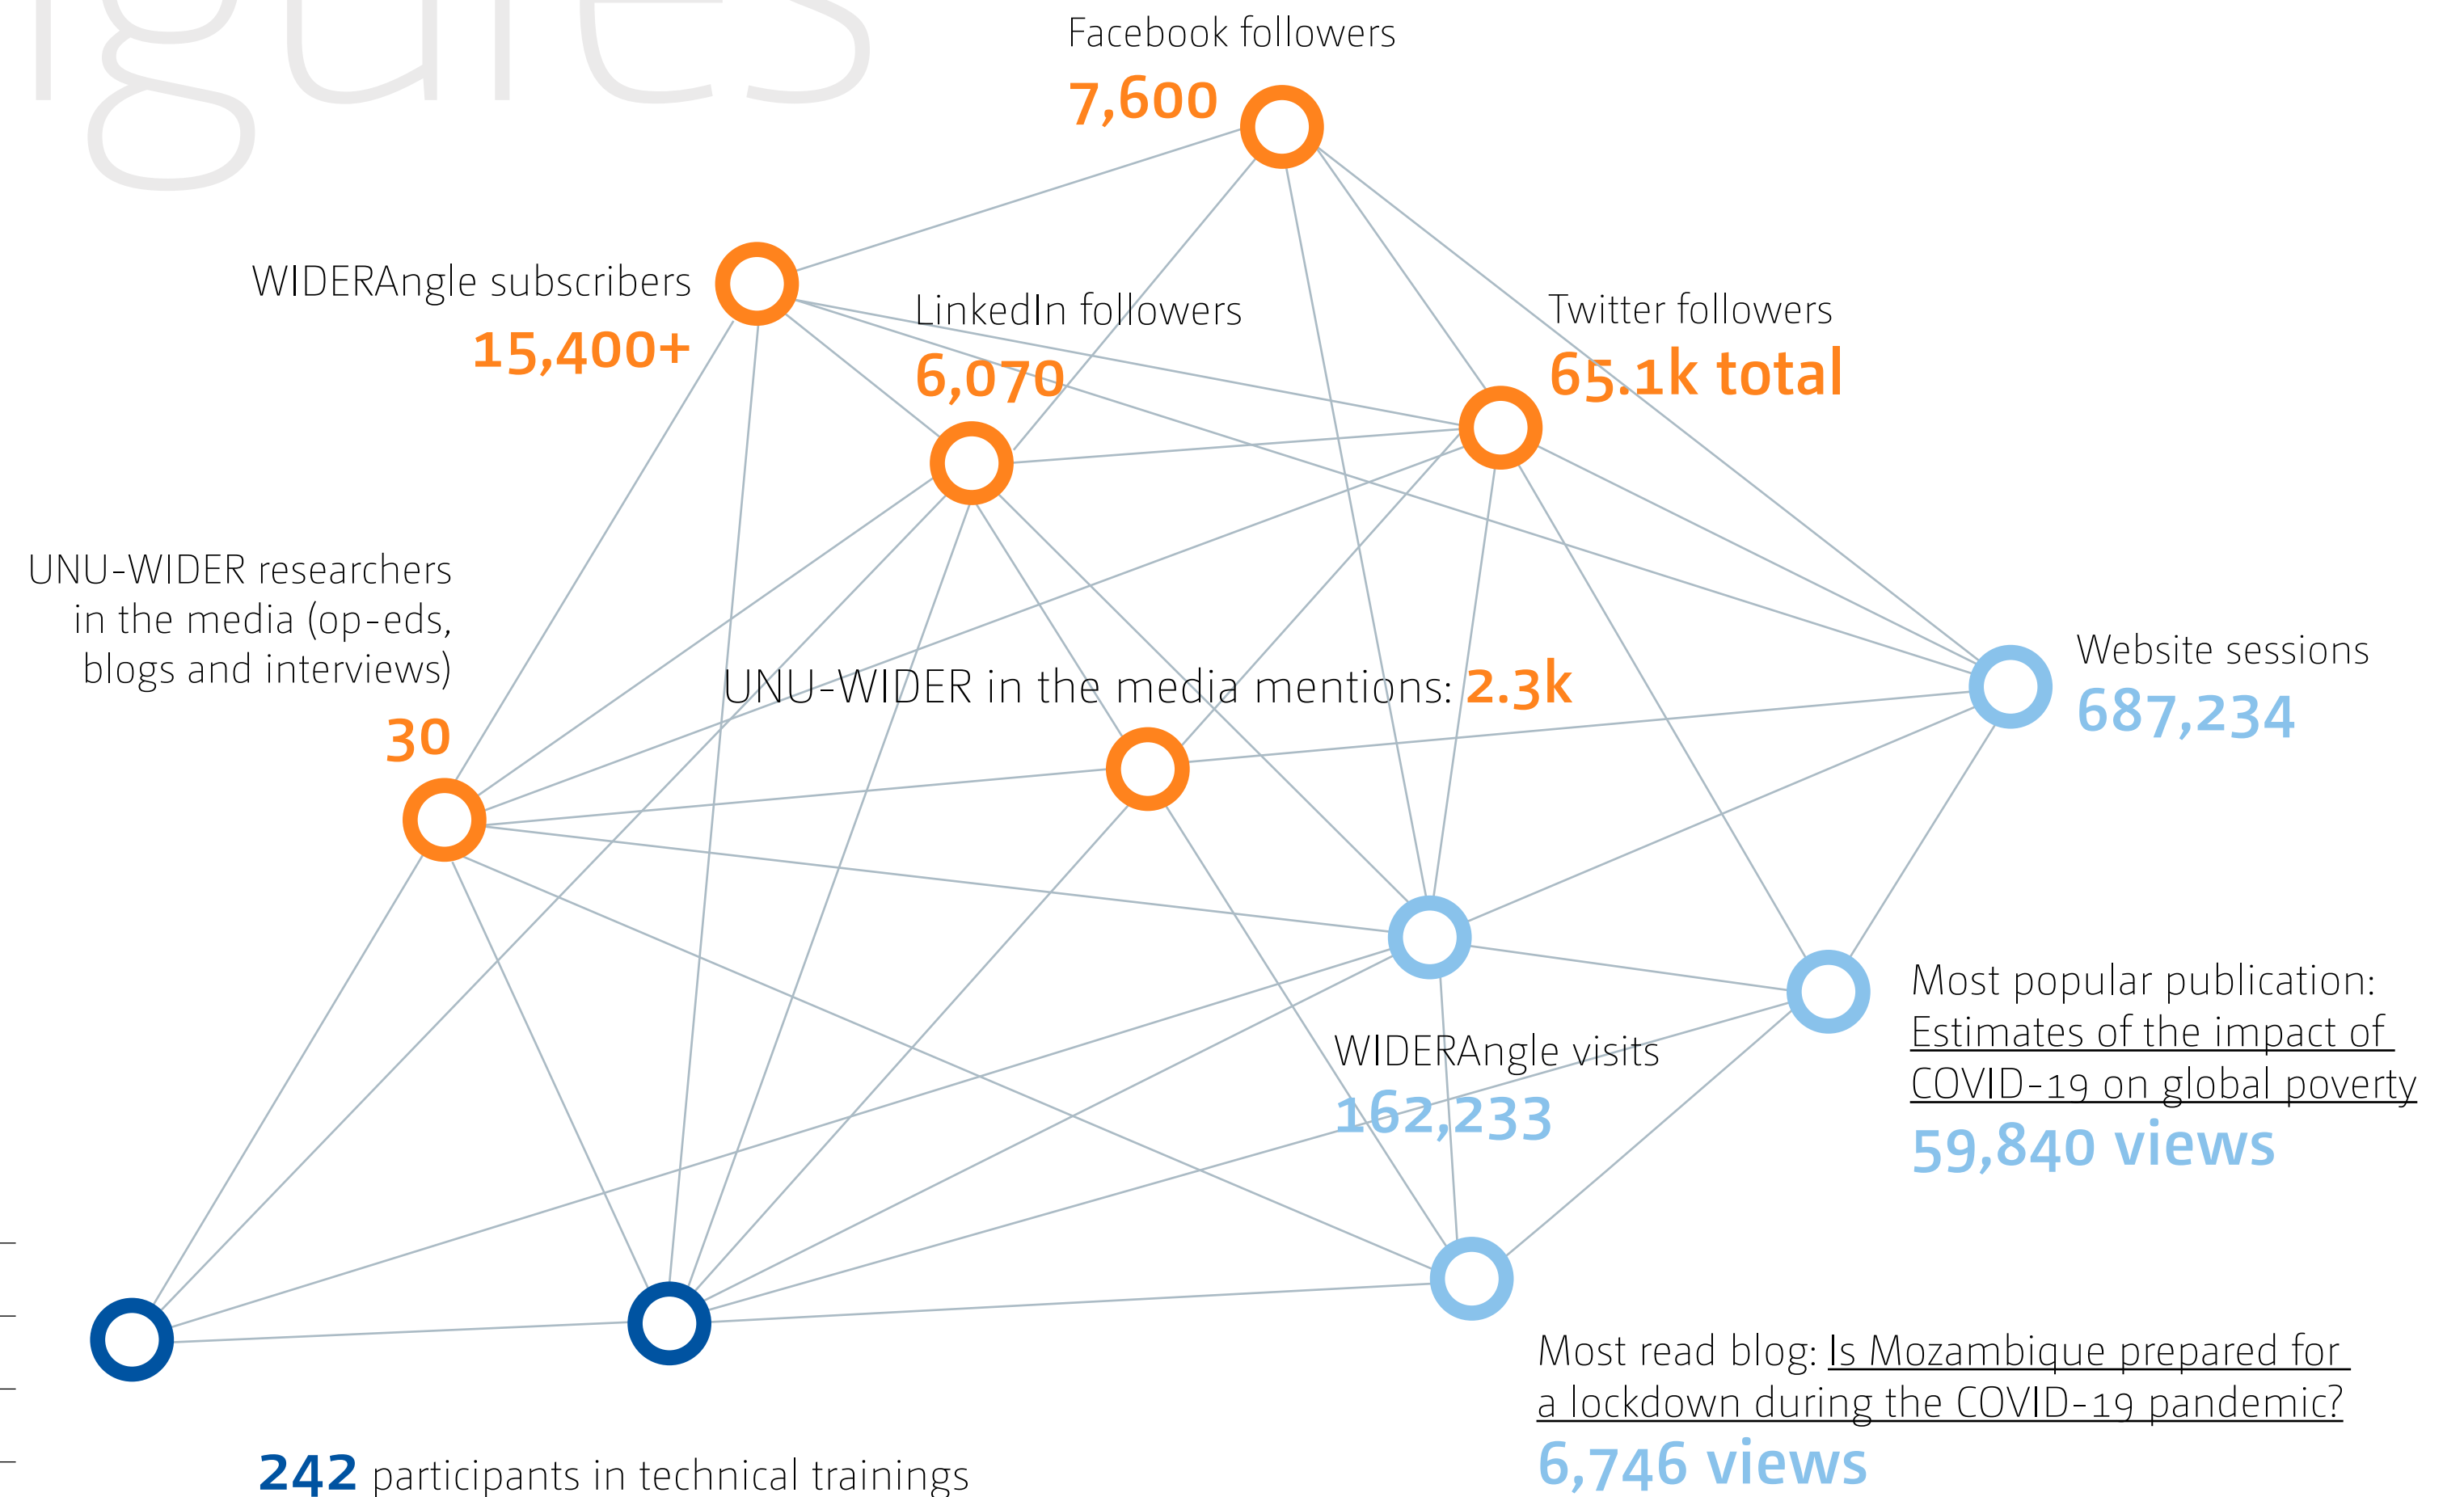 Facebook followers
7,600
WIDERAngle subscribers
15,400+
LinkedIn followers
6,070
Twitter followers
65.1k total
UNU-WIDER researchers
in the media (op-eds,
blogs and interviews)
30
UNU-WIDER in the media mentions: 2.3k
Website sessions
687,234
Most popular publication:
Estimates of the impact of
COVID-19 on global poverty
59,840 views
WIDERAngle visits
162,233
Most read blog: Is Mozambique prepared for
a lockdown during the COVID-19 pandemic?
6,746 views
242 participants in technical trainings